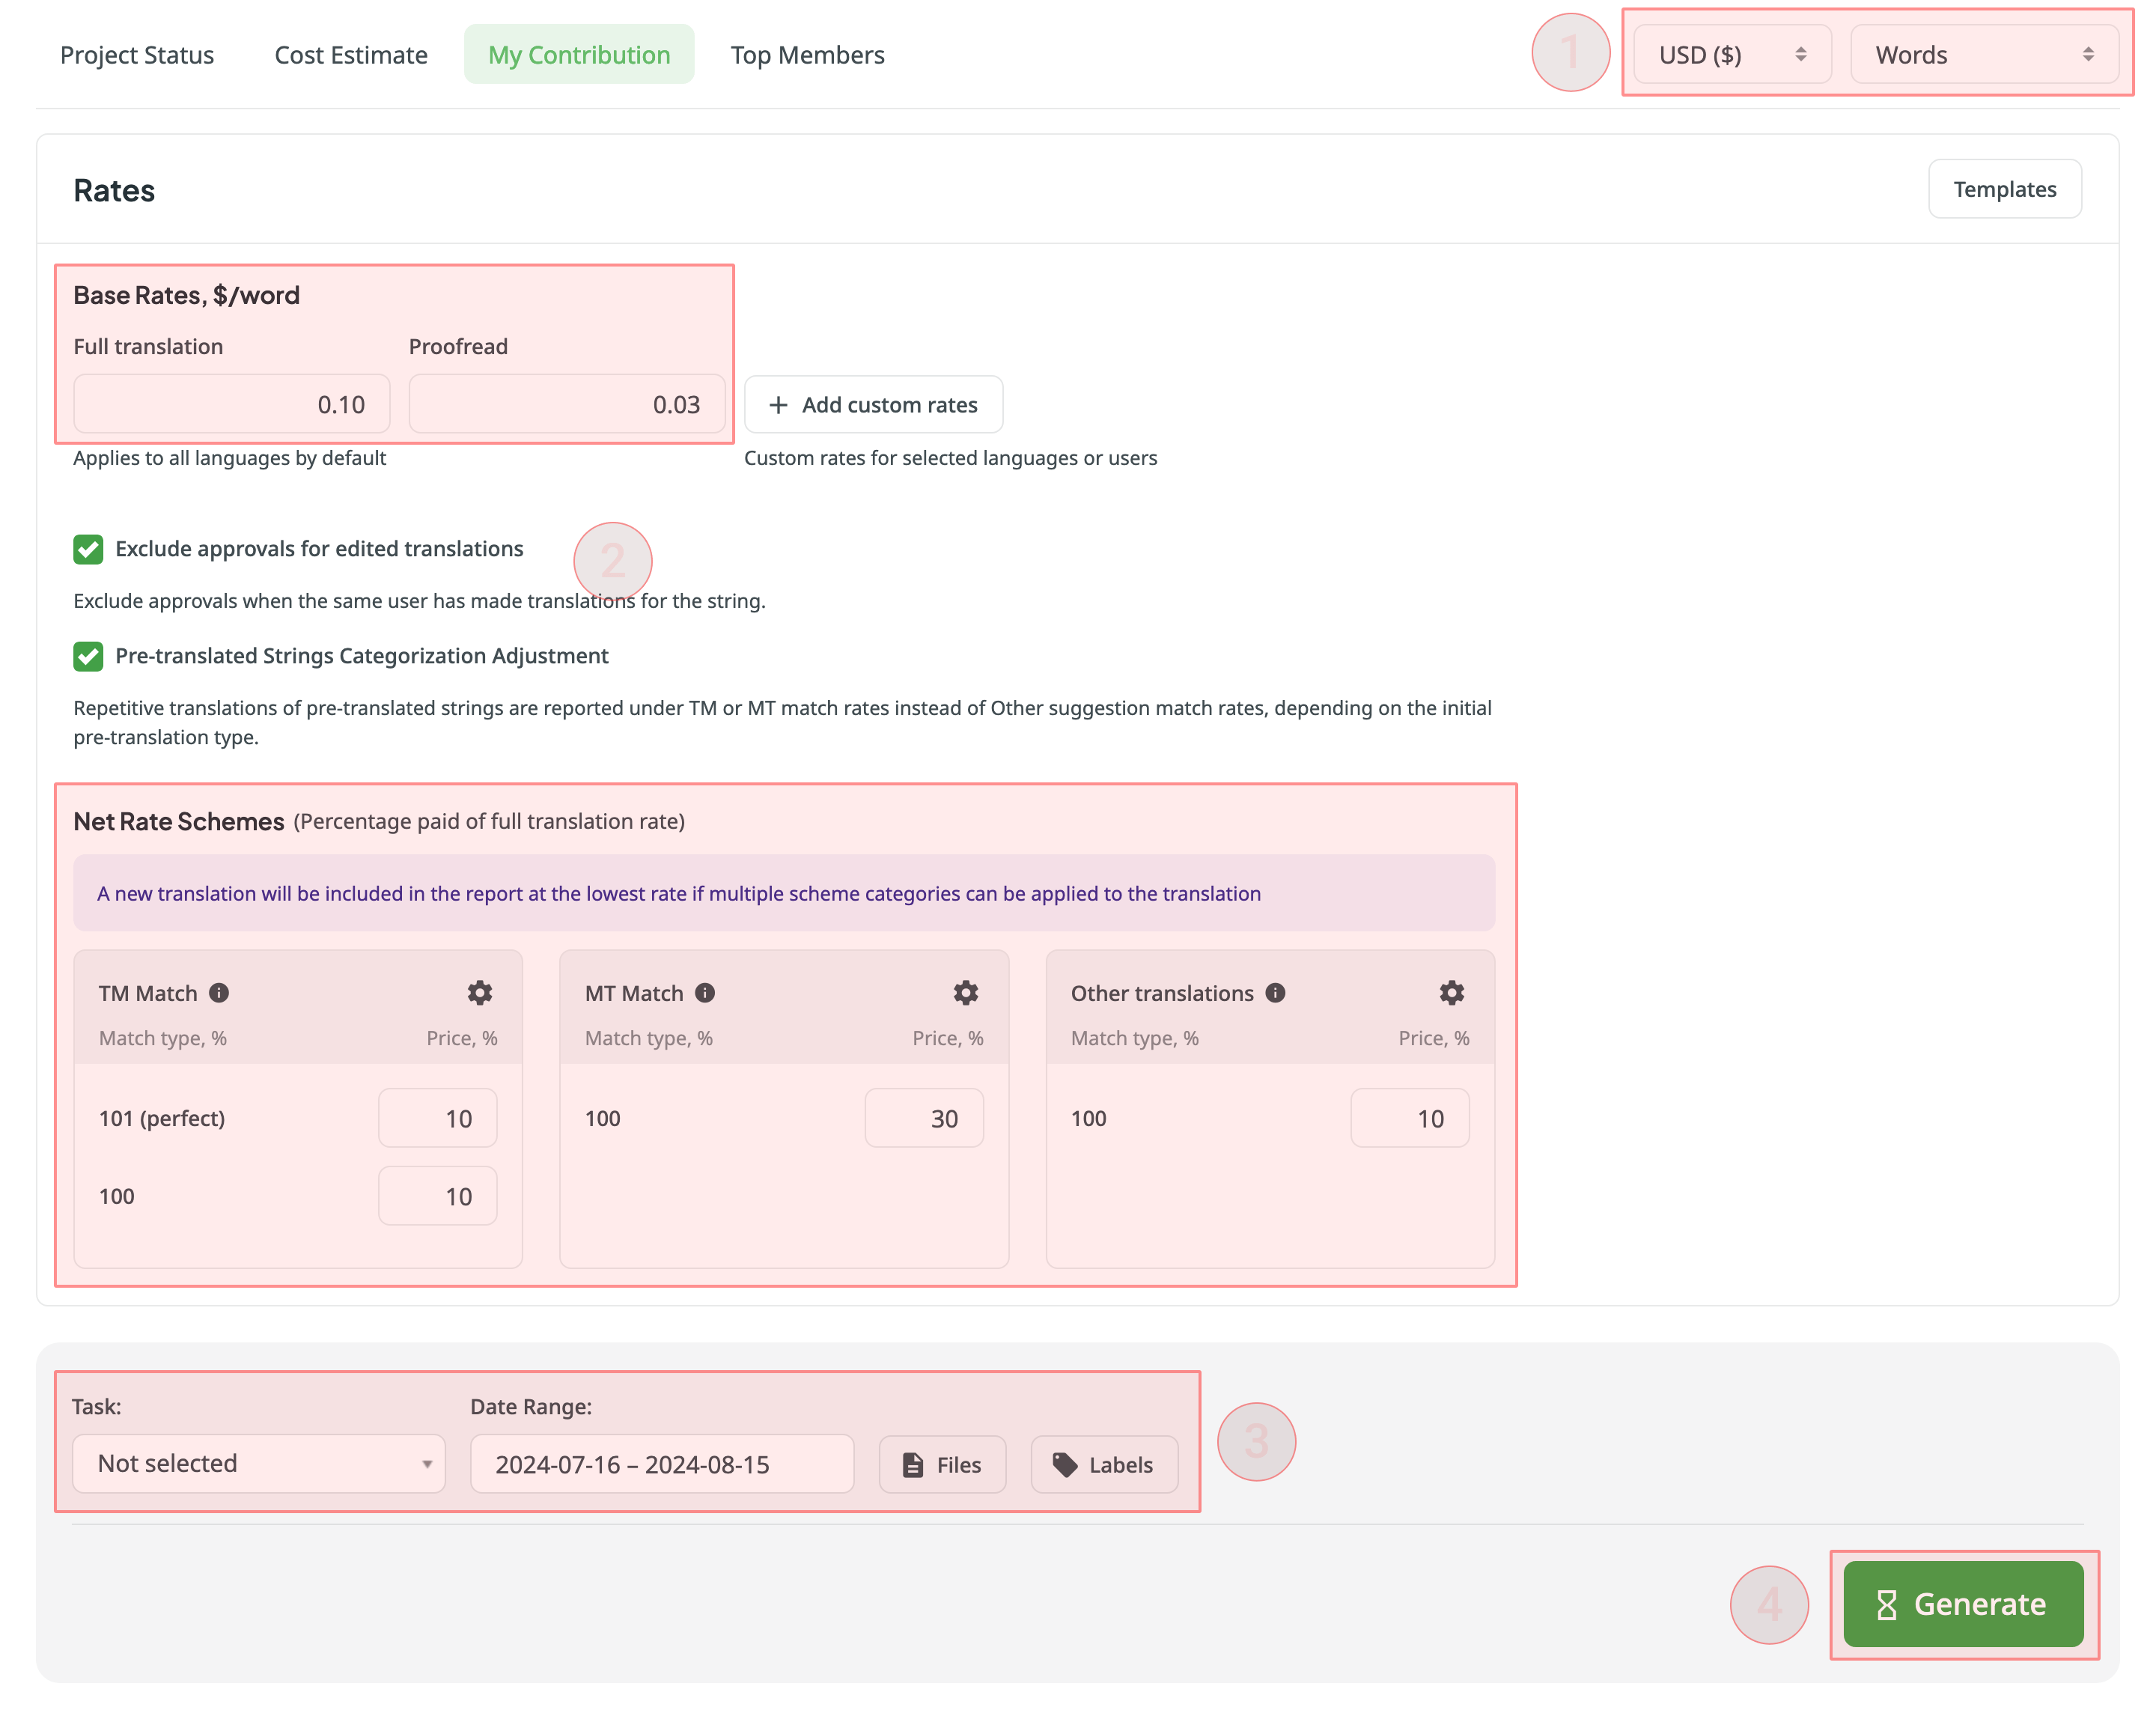 Project Status Cost Estimate My Contribution Top Members 1 USD ($) Words
Rates Templates
Base Rates, $/word
Full translation Proofread
0.10 0.03 Add custom rates
Applies to all languages by default Custom rates for selected languages or users
Exclude approvals for edited translations 2
Exclude approvals when the same user has made translations for the string.
Pre-translated Strings Categorization Adjustment
Repetitive translations of pre-translated strings are reported under TM or MT match rates instead of Other suggestion match rates, depending on the initial
pre-translation type.
Net Rate Schemes (Percentage paid of full translation rate)
A new translation will be included in the report at the lowest rate if multiple scheme categories can be applied to the translation
TM Match MT Match Other translations
Match type, % Price, % Match type, % Price, % Match type, % Price, %
101 (perfect) 10 100 30 100 10
100 10
Task: Date Range:
Not selected 2024-07-16 – 2024-08-15 Files Labels 3
4 Generate